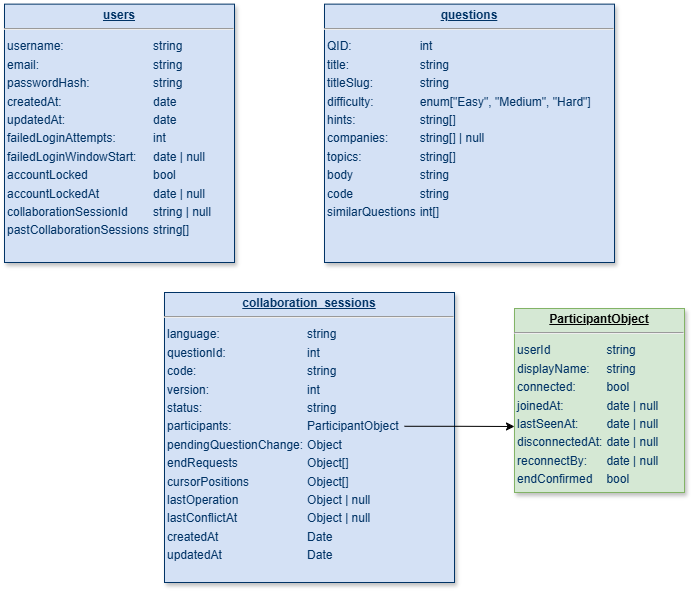 users
username: string
email: string
passwordHash: string
createdAt: date
updatedAt: date
failedLoginAttempts: int
failedLoginWindowStart: date | null
accountLocked bool
accountLockedAt date | null
collaborationSessionId string | null
pastCollaborationSessions string[]
questions
QID: int
title: string
titleSlug: string
difficulty: enum["Easy", "Medium", "Hard"]
hints: string[]
companies: string[] | null
topics: string[]
body string
code string
similarQuestions int[]
collaboration_sessions
language: string
questionId: int
code: string
version: int
status: string
participants: ParticipantObject
pendingQuestionChange: Object
endRequests Object[]
cursorPositions Object[]
lastOperation Object | null
lastConflictAt Object | null
createdAt Date
updatedAt Date
ParticipantObject
userId string
displayName: string
connected: bool
joinedAt: date | null
lastSeenAt: date | null
disconnectedAt: date | null
reconnectBy: date | null
endConfirmed bool